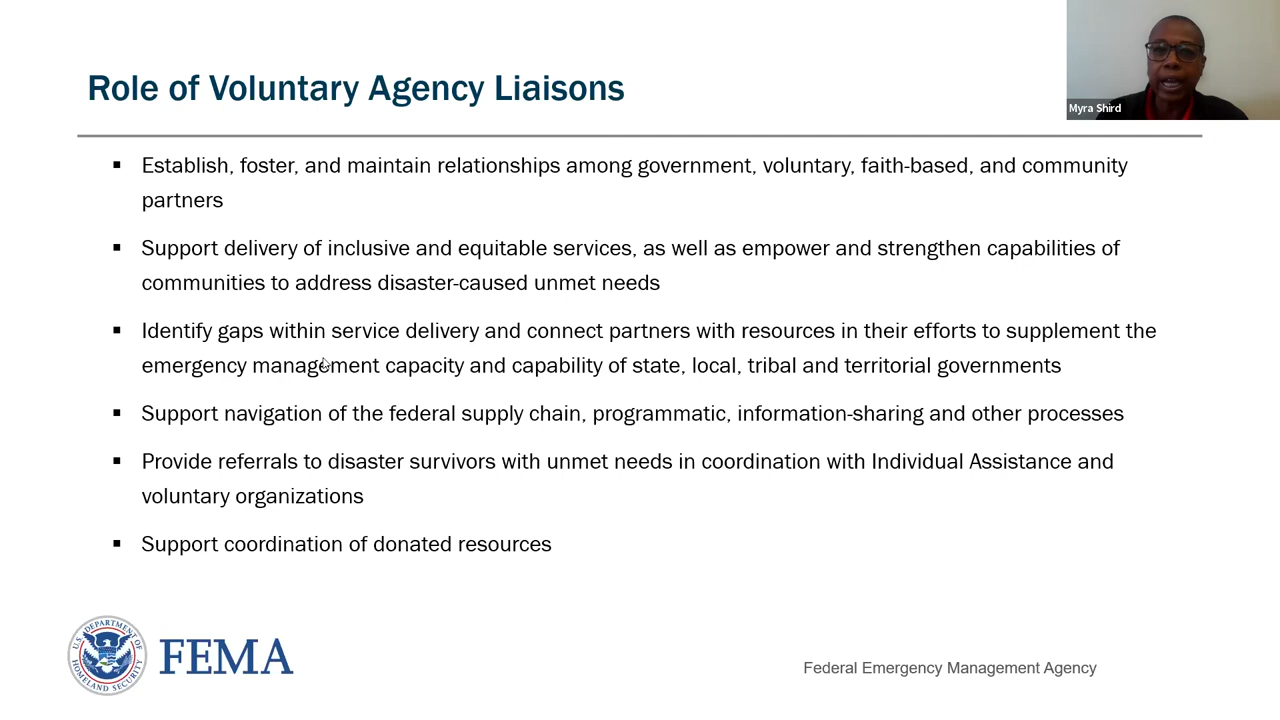 Role of Voluntary Agency Liaisons
Myra Shird
▪ Establish, foster, and maintain relationships among government, voluntary, faith-based, and community
partners
▪ Support delivery of inclusive and equitable services, as well as empower and strengthen capabilities of
communities to address disaster-caused unmet needs
▪ Identify gaps within service delivery and connect partners with resources in their efforts to supplement the
emergency management capacity and capability of state, local, tribal and territorial governments
▪ Support navigation of the federal supply chain, programmatic, information-sharing and other processes
▪ Provide referrals to disaster survivors with unmet needs in coordination with Individual Assistance and
voluntary organizations
▪ Support coordination of donated resources
U.S. DEPARTMENT OF
HOMELAND SECURITY
FEMA
Federal Emergency Management Agency